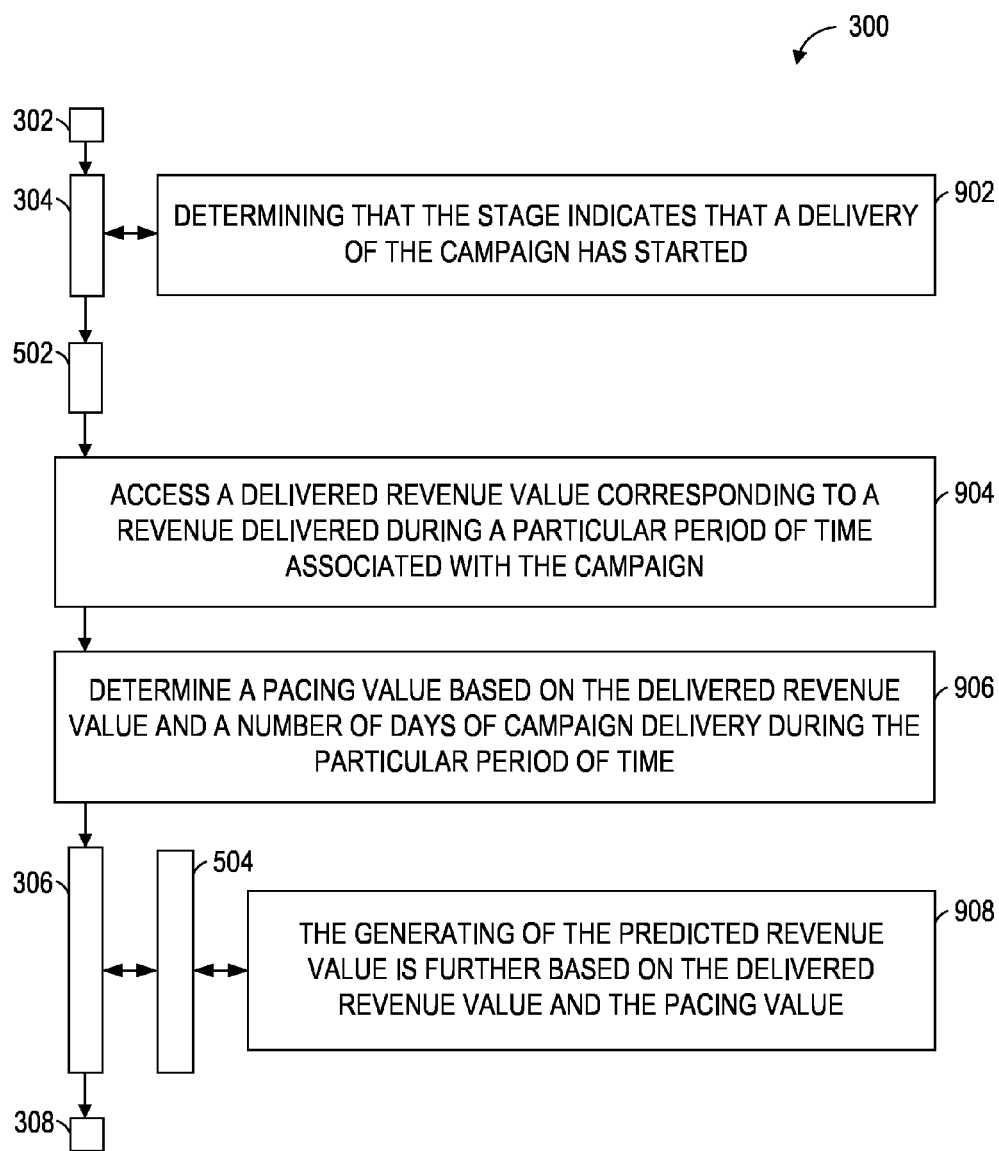 300
302
304
902
DETERMINING THAT THE STAGE INDICATES THAT A DELIVERY
OF THE CAMPAIGN HAS STARTED
502
904
ACCESS A DELIVERED REVENUE VALUE CORRESPONDING TO A
REVENUE DELIVERED DURING A PARTICULAR PERIOD OF TIME
ASSOCIATED WITH THE CAMPAIGN
906
DETERMINE A PACING VALUE BASED ON THE DELIVERED REVENUE
VALUE AND A NUMBER OF DAYS OF CAMPAIGN DELIVERY DURING THE
PARTICULAR PERIOD OF TIME
306
504
908
THE GENERATING OF THE PREDICTED REVENUE
VALUE IS FURTHER BASED ON THE DELIVERED
REVENUE VALUE AND THE PACING VALUE
308